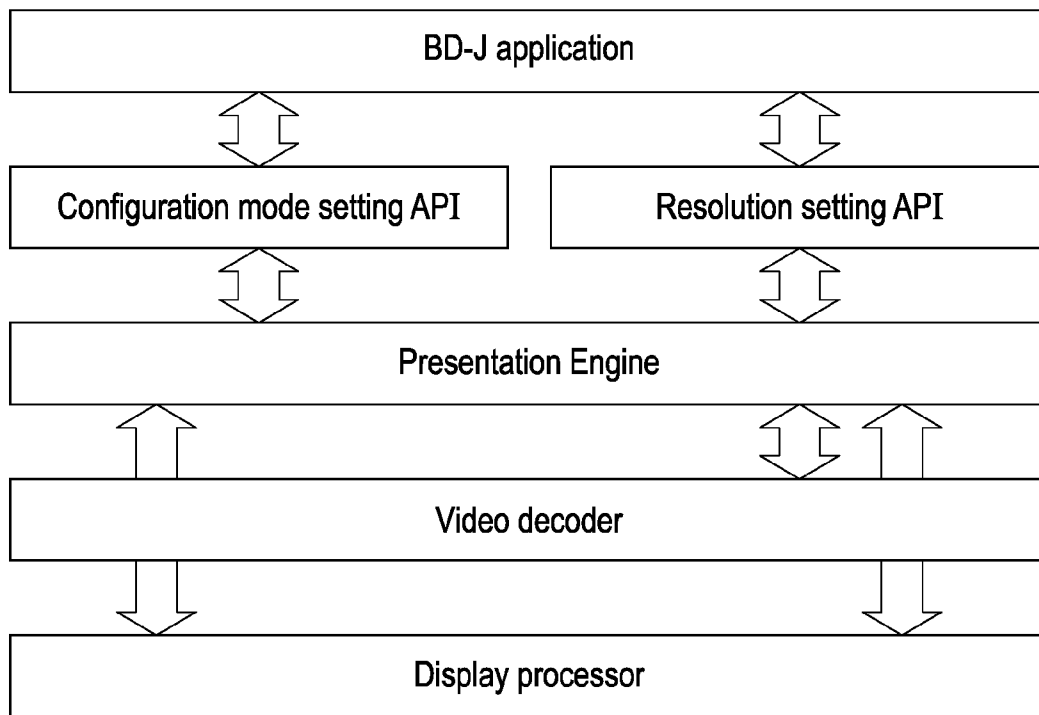 BD-J application
Configuration mode setting API
Resolution setting API
Presentation Engine
Video decoder
Display processor